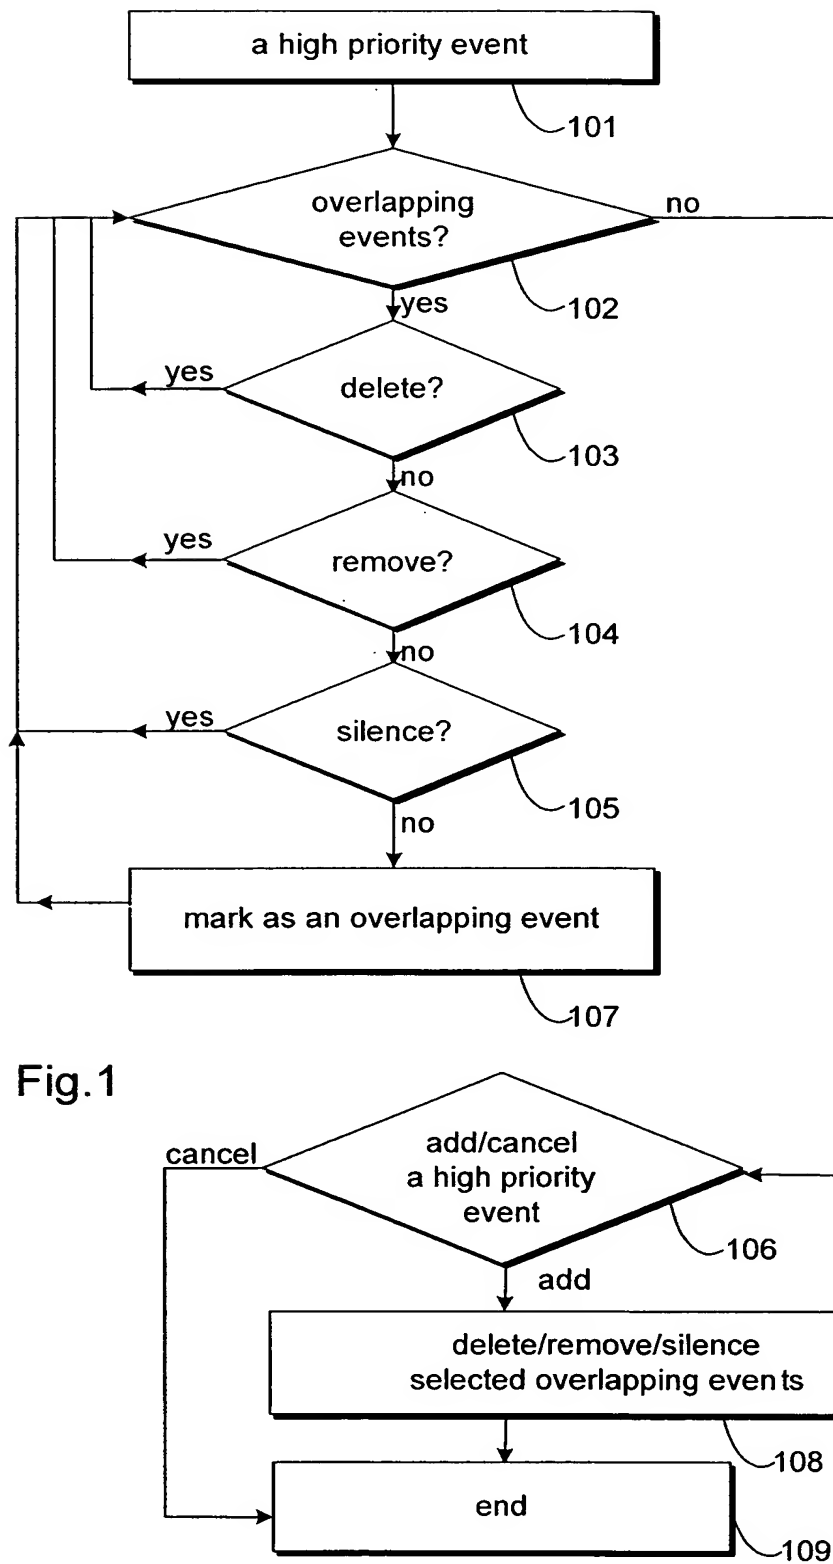 a high priority event
101
overlapping
events?
no
102
yes
yes
delete?
103
no
yes
remove?
104
no
yes
silence?
105
no
mark as an overlapping event
107
Fig.1
cancel
add/cancel
a high priority
event
106
add
delete/remove/silence
selected overlapping events
108
end
109